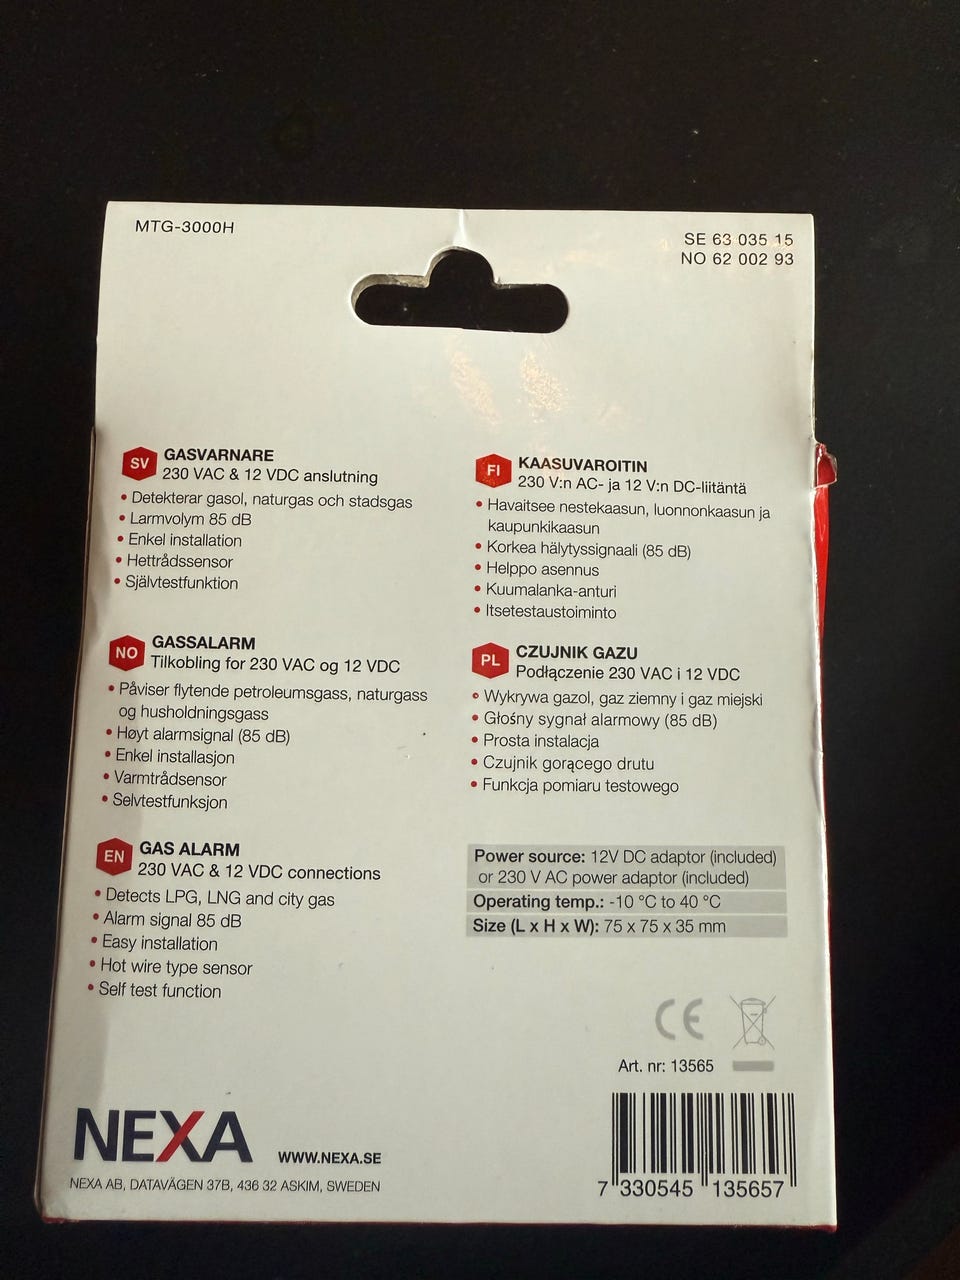 MTG-3000H
SE 63 035 15
NO 62 002 93
SV
GASVARNARE
230 VAC & 12 VDC anslutning
• Detekterar gasol, naturgas och stadsgas
• Larmvolym 85 dB
• Enkel installation
• Hettrådssensor
• Självtestfunktion
FI
KAASUVAROITIN
230 V:n AC- ja 12 V:n DC-liitäntä
• Havaitsee nestekaasun, luonnonkaasun ja
kaupunkikaasun
• Korkea hälytyssignaali (85 dB)
• Helppo asennus
• Kuumalanka-anturi
• Itsetestaustoiminto
NO
GASSALARM
Tilkobling for 230 VAC og 12 VDC
• Påviser flytende petroleumsgass, naturgass
og husholdningsgass
• Høyt alarmsignal (85 dB)
• Enkel installasjon
• Varmtrådsensor
• Selvtestfunksjon
PL
CZUJNIK GAZU
Podłączenie 230 VAC i 12 VDC
• Wykrywa gazol, gaz ziemny i gaz miejski
• Głośny sygnał alarmowy (85 dB)
• Prosta instalacja
• Czujnik gorącego drutu
• Funkcja pomiaru testowego
EN
GAS ALARM
230 VAC & 12 VDC connections
• Detects LPG, LNG and city gas
• Alarm signal 85 dB
• Easy installation
• Hot wire type sensor
• Self test function
Power source: 12V DC adaptor (included)
or 230 V AC power adaptor (included)
Operating temp.: -10 °C to 40 °C
Size (L x H x W): 75 x 75 x 35 mm
CE
Art. nr: 13565
NEXA
WWW.NEXA.SE
NEXA AB, DATAVÄGEN 37B, 436 32 ASKIM, SWEDEN
7 330545 135657